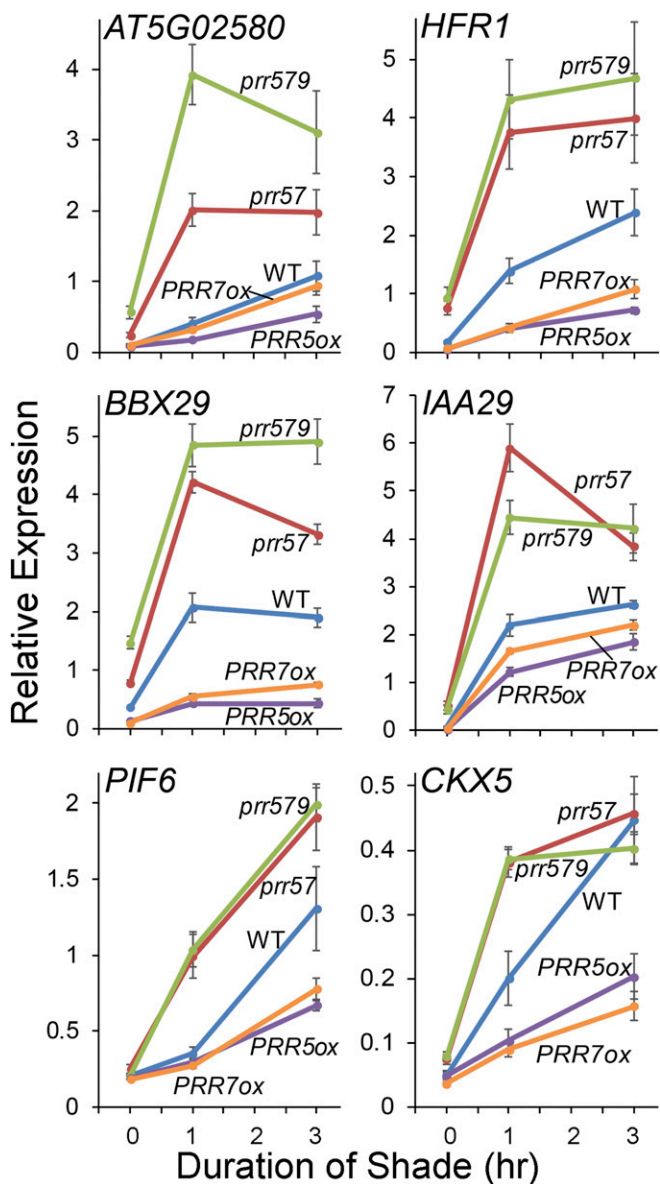 AT5G02580
4
3
2
1
0
prr579
prr57
WT
PRR7ox
PRR5ox
HFR1
5
4
3
2
1
0
prr579
prr57
WT
PRR7ox
PRR5ox
Relative Expression
BBX29
5
4
3
2
1
0
prr579
prr57
WT
PRR7ox
PRR5ox
IAA29
7
6
5
4
3
2
1
0
prr57
prr579
WT
PRR7ox
PRR5ox
PIF6
2
1.5
1
0.5
0
prr579
prr57
WT
PRR5ox
PRR7ox
0 1 2 3
CKX5
0.5
0.4
0.3
0.2
0.1
0
prr57
prr579
WT
PRR5ox
PRR7ox
0 1 2 3
Duration of Shade (hr)